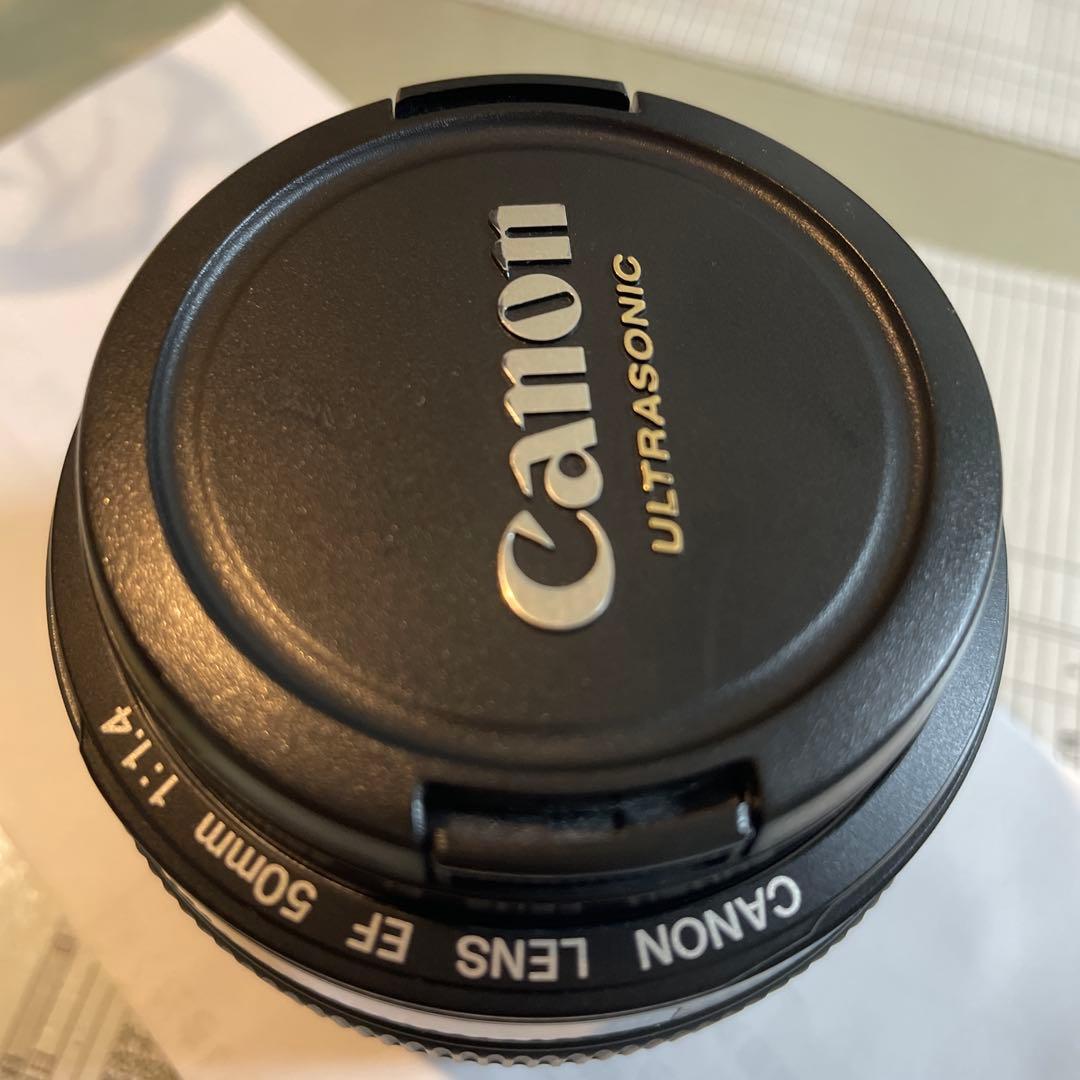 Canon
ULTRASONIC
CANON LENS EF 50mm 1:1.4